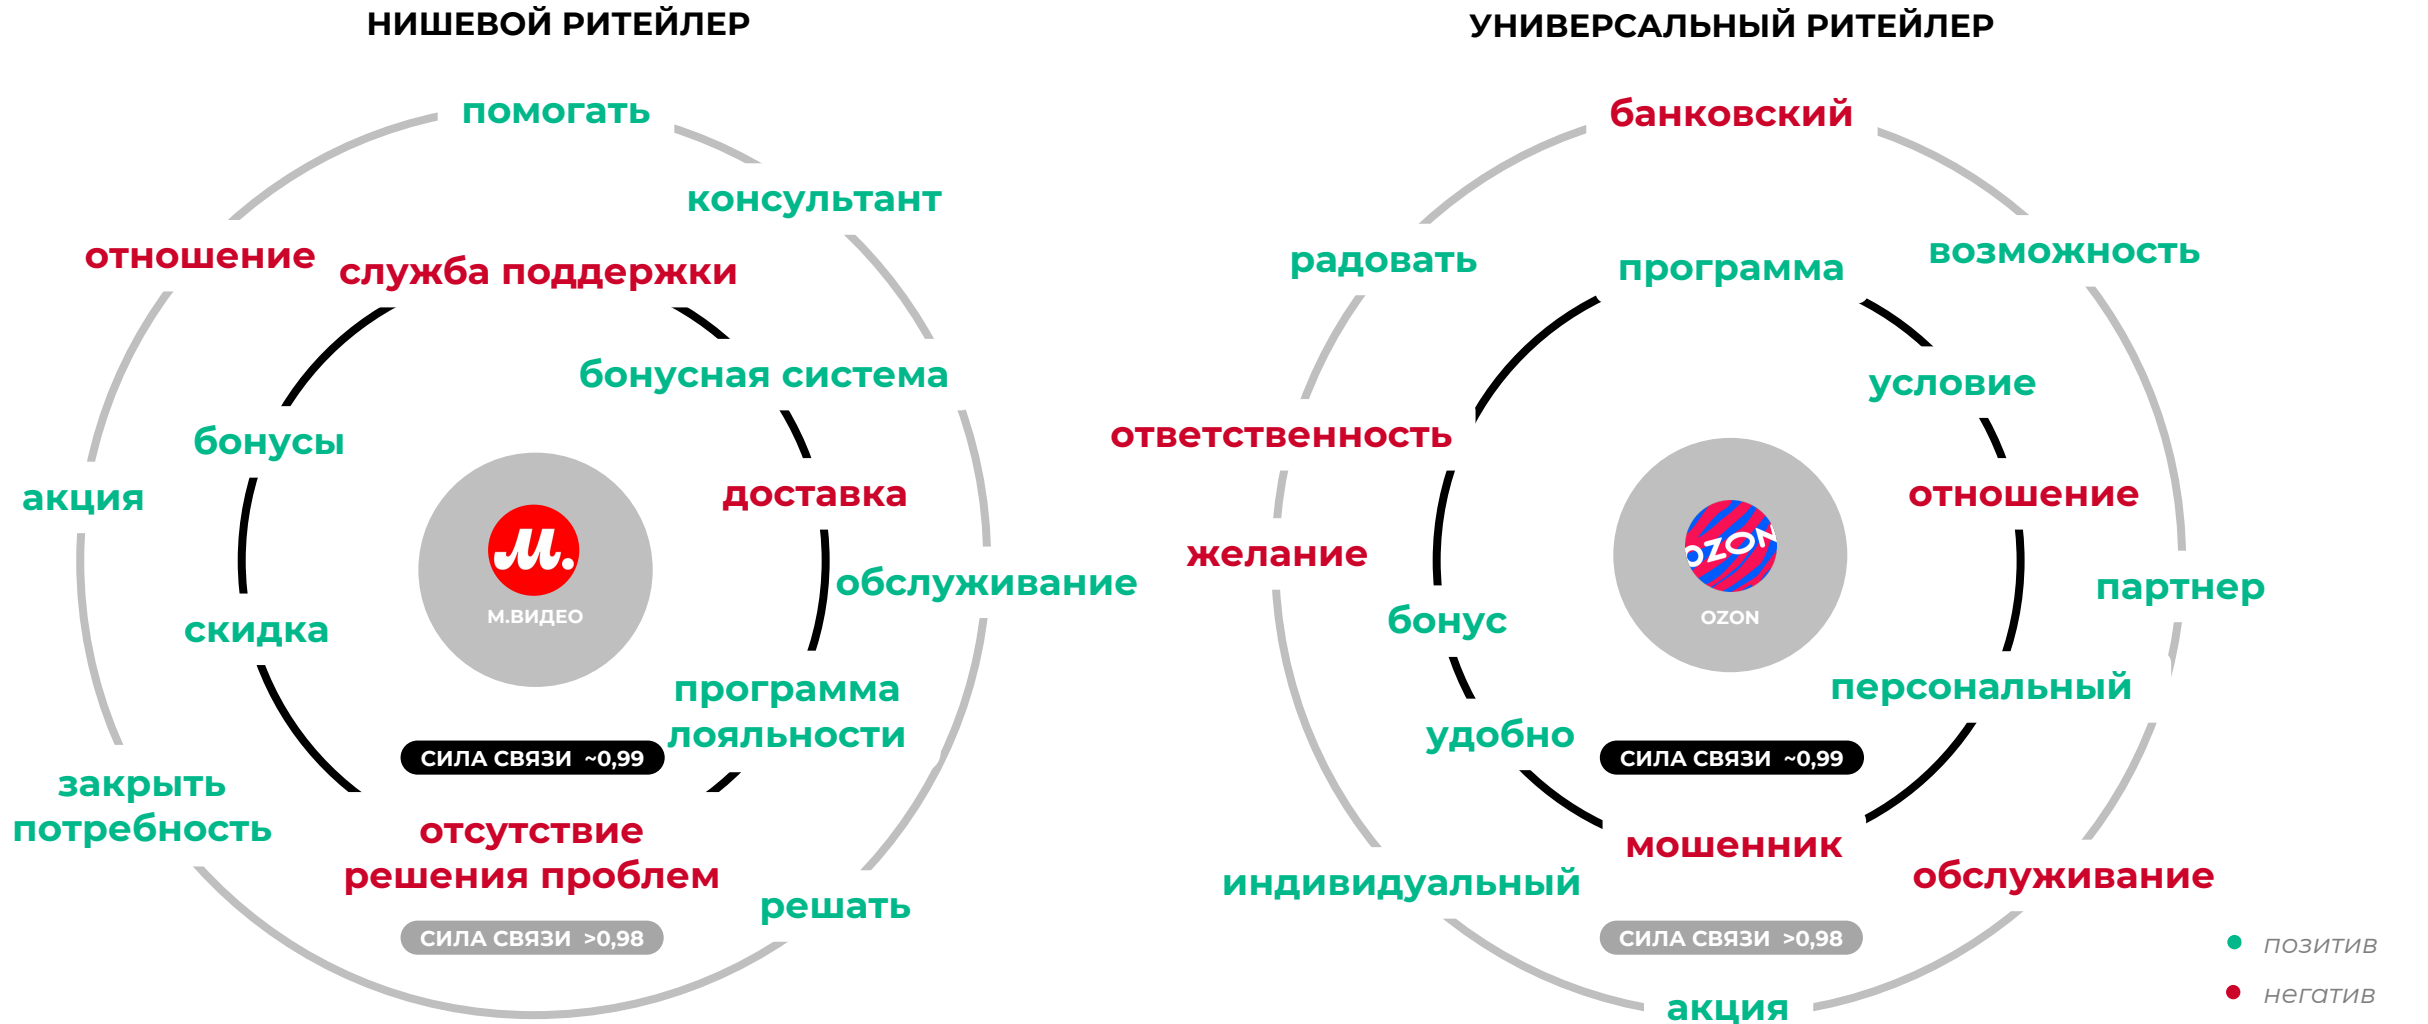 НИШЕВОЙ РИТЕЙЛЕР
помогать
консультант
отношение
служба поддержки
бонусная система
бонусы
акция
доставка
м.
М.ВИДЕО
обслуживание
скидка
программа
лояльности
СИЛА СВЯЗИ ~0,99
закрыть
потребность
отсутствие
решения проблем
решать
СИЛА СВЯЗИ >0,98
УНИВЕРСАЛЬНЫЙ РИТЕЙЛЕР
банковский
возможность
радовать
программа
условие
ответственность
отношение
желание
OZON
OZON
партнер
бонус
персональный
удобно
СИЛА СВЯЗИ ~0,99
мошенник
индивидуальный
обслуживание
СИЛА СВЯЗИ >0,98
акция
позитив
негатив